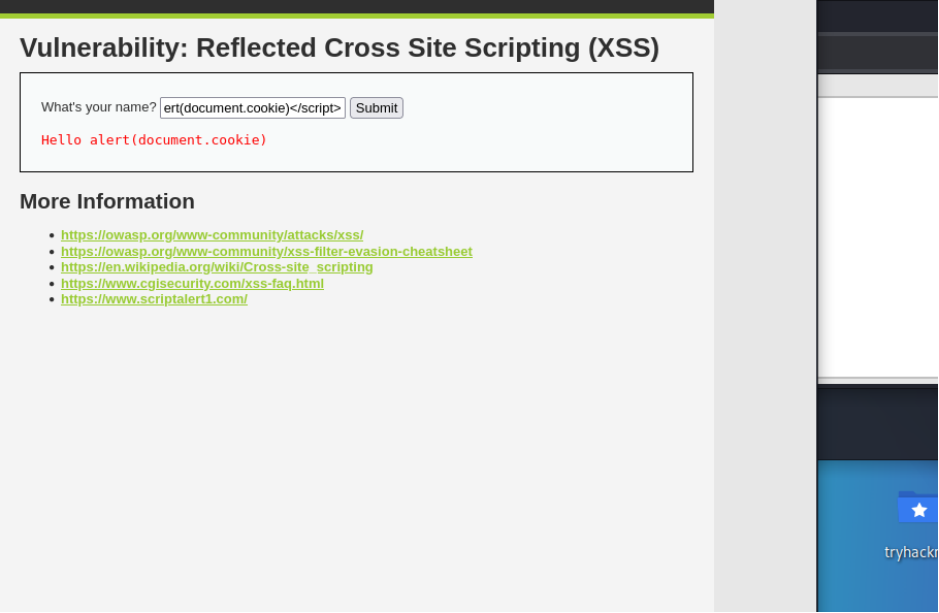 Vulnerability: Reflected Cross Site Scripting (XSS)
What's your name? ert(document.cookie)</script> Submit
Hello alert(document.cookie)
More Information
https://owasp.org/www-community/attacks/xss/
https://owasp.org/www-community/xss-filter-evasion-cheatsheet
https://en.wikipedia.org/wiki/Cross-site_scripting
https://www.cgisecurity.com/xss-faq.html
https://www.scriptalert1.com/
tryhackr